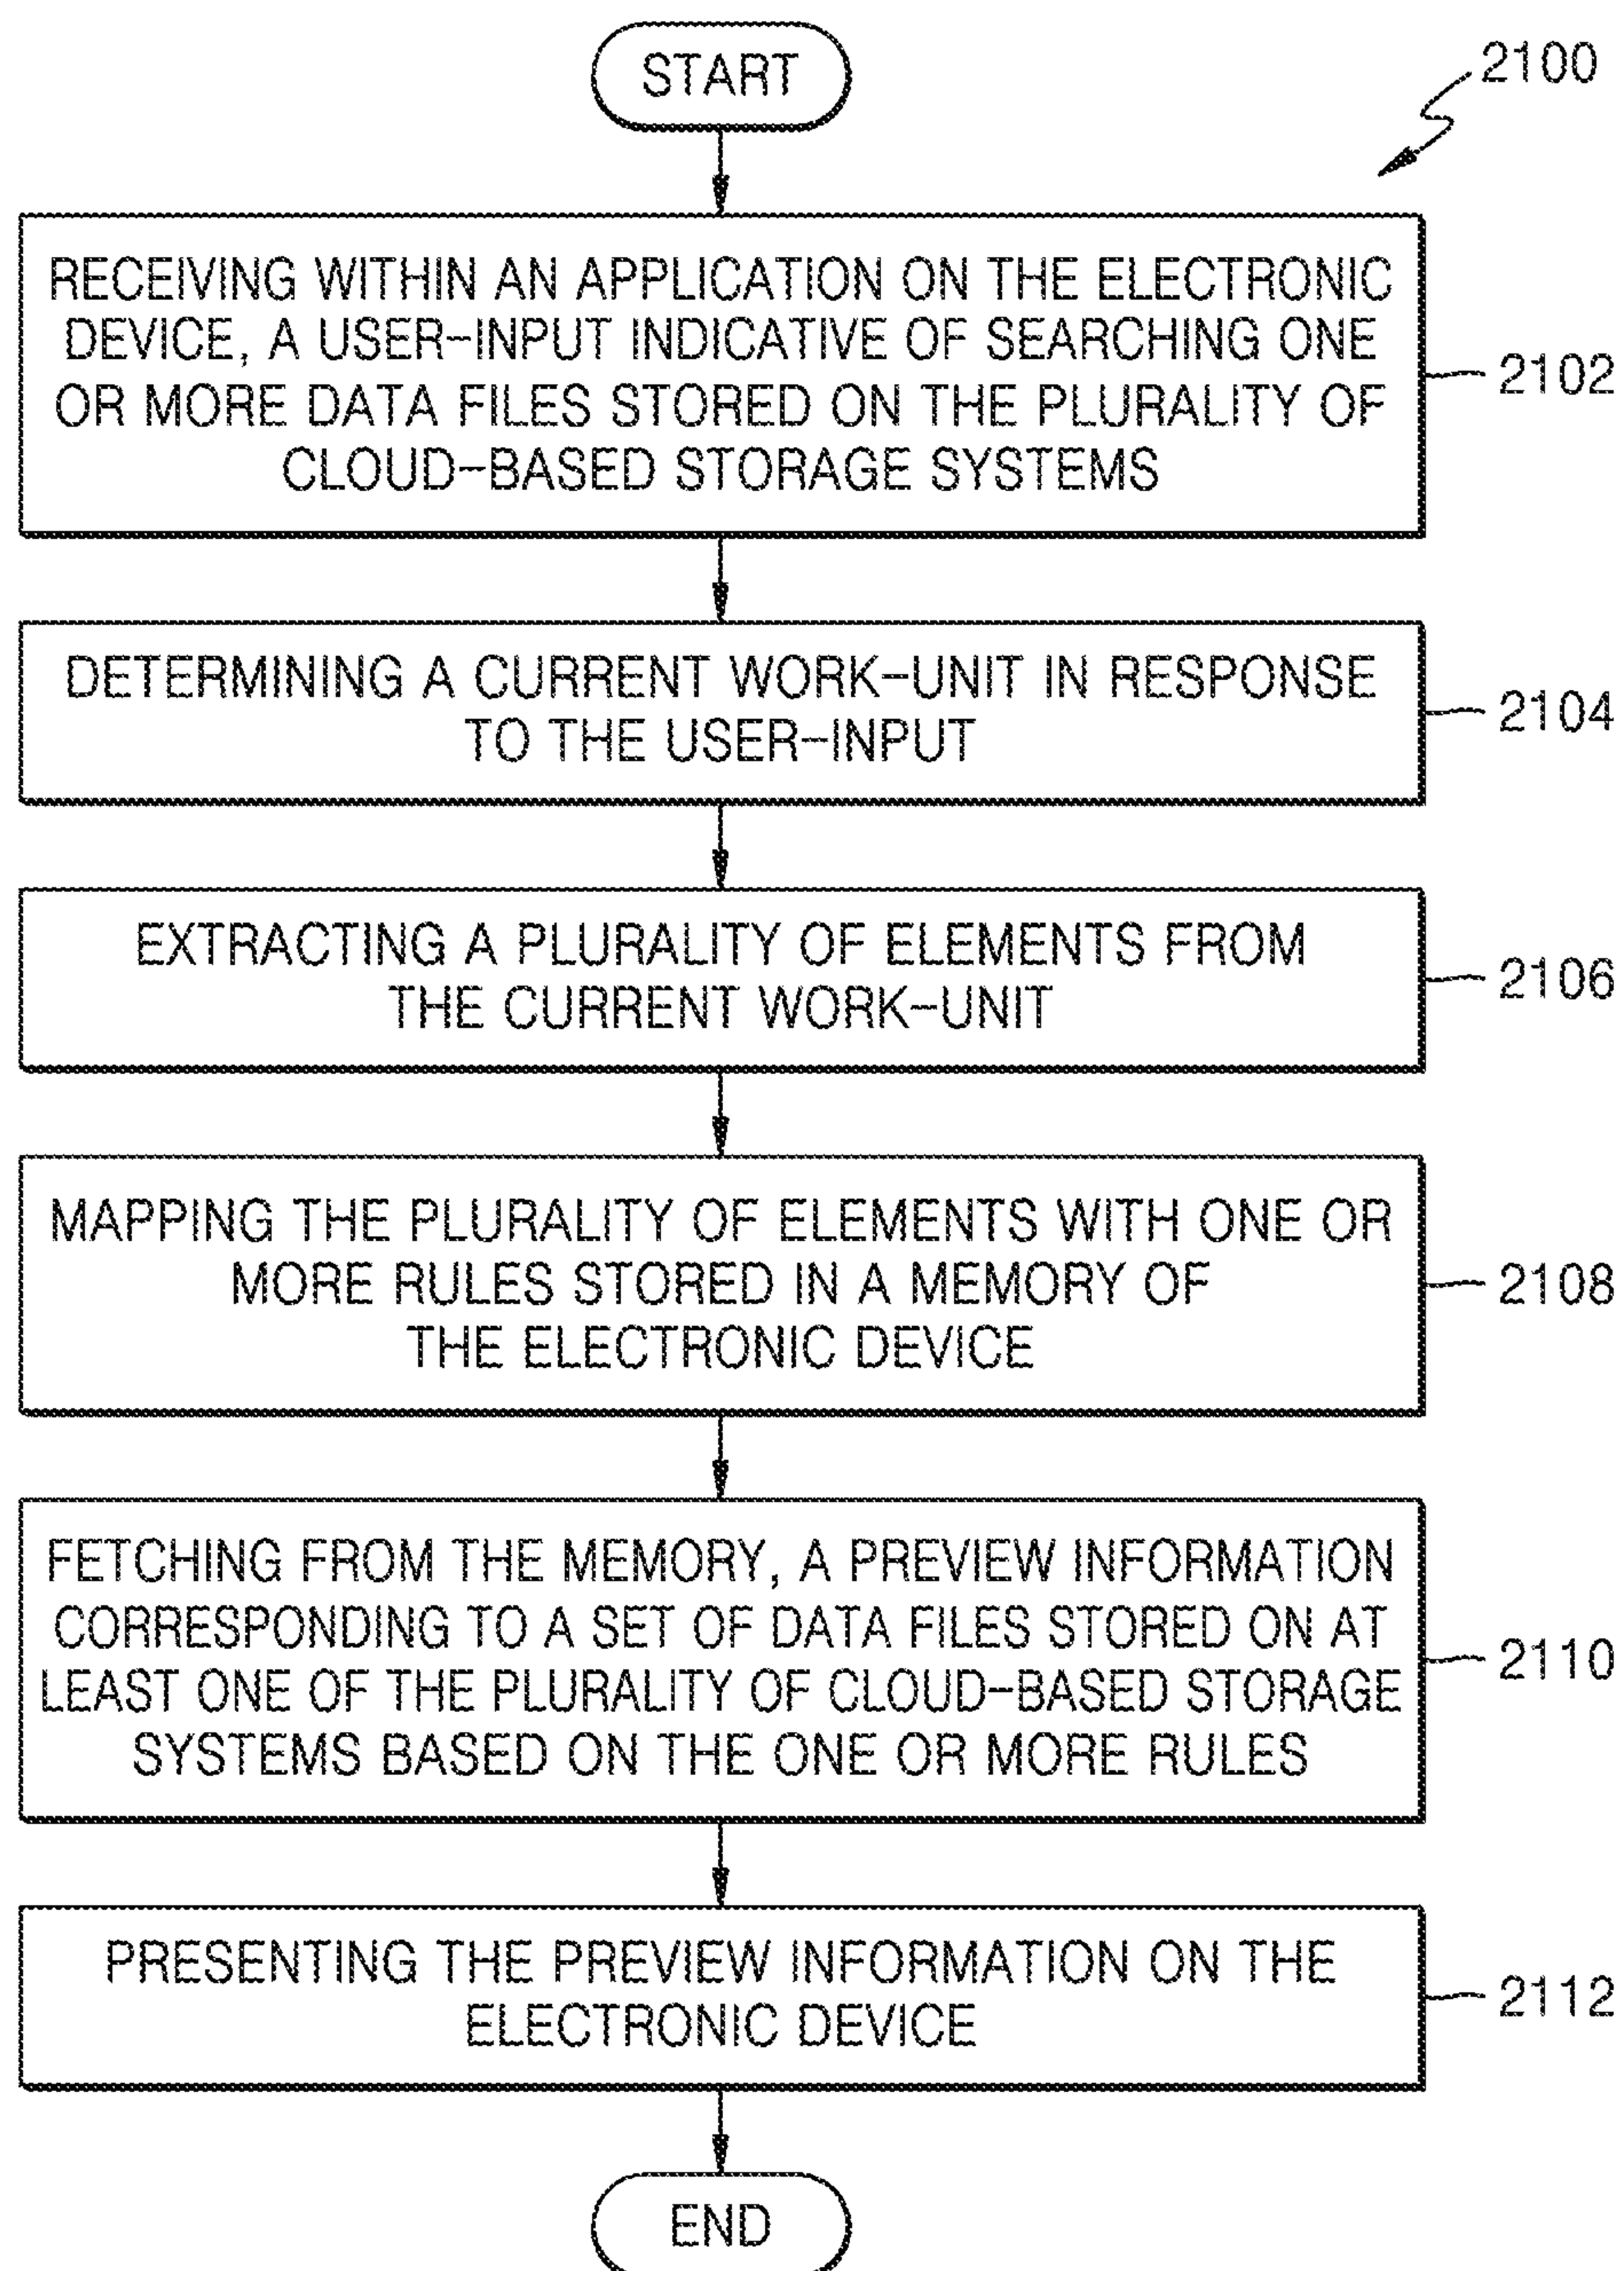 START
2100
RECEIVING WITHIN AN APPLICATION ON THE ELECTRONIC
DEVICE, A USER-INPUT INDICATIVE OF SEARCHING ONE
OR MORE DATA FILES STORED ON THE PLURALITY OF
CLOUD-BASED STORAGE SYSTEMS
2102
DETERMINING A CURRENT WORK-UNIT IN RESPONSE
TO THE USER-INPUT
2104
EXTRACTING A PLURALITY OF ELEMENTS FROM
THE CURRENT WORK-UNIT
2106
MAPPING THE PLURALITY OF ELEMENTS WITH ONE OR
MORE RULES STORED IN A MEMORY OF
THE ELECTRONIC DEVICE
2108
FETCHING FROM THE MEMORY, A PREVIEW INFORMATION
CORRESPONDING TO A SET OF DATA FILES STORED ON AT
LEAST ONE OF THE PLURALITY OF CLOUD-BASED STORAGE
SYSTEMS BASED ON THE ONE OR MORE RULES
2110
PRESENTING THE PREVIEW INFORMATION ON THE
ELECTRONIC DEVICE
2112
END